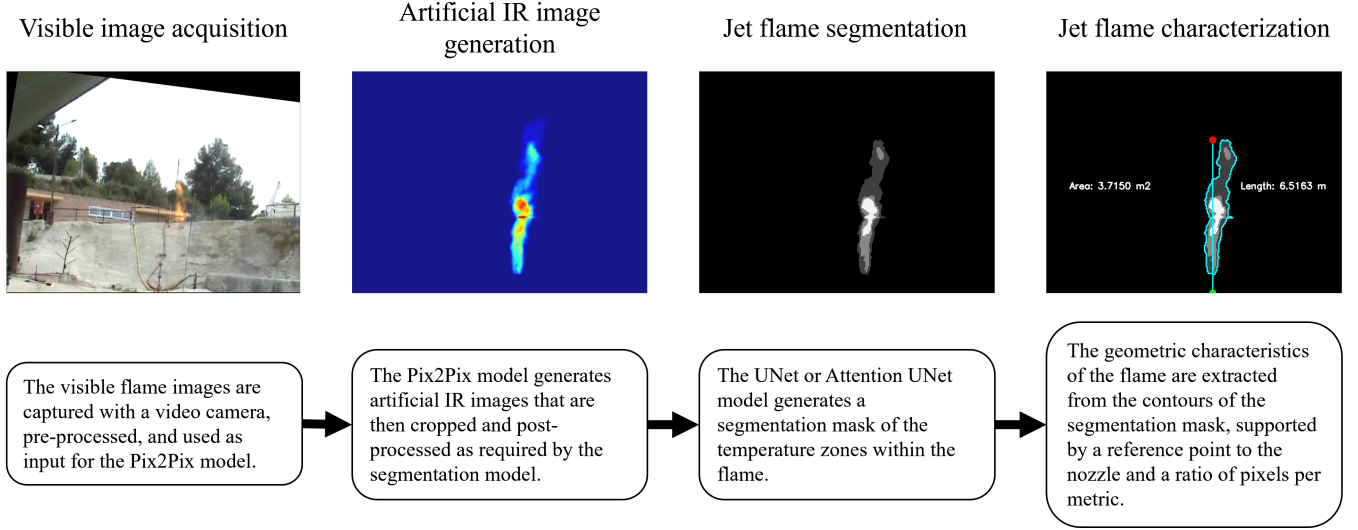 Visible image acquisition
Artificial IR image
generation
Jet flame segmentation
Jet flame characterization
Area: 3.7150 m2
Length: 6.5163 m
The visible flame images are
captured with a video camera,
pre-processed, and used as
input for the Pix2Pix model.
The Pix2Pix model generates
artificial IR images that are
then cropped and post-
processed as required by the
segmentation model.
The UNet or Attention UNet
model generates a
segmentation mask of the
temperature zones within the
flame.
The geometric characteristics
of the flame are extracted
from the contours of the
segmentation mask, supported
by a reference point to the
nozzle and a ratio of pixels per
metric.